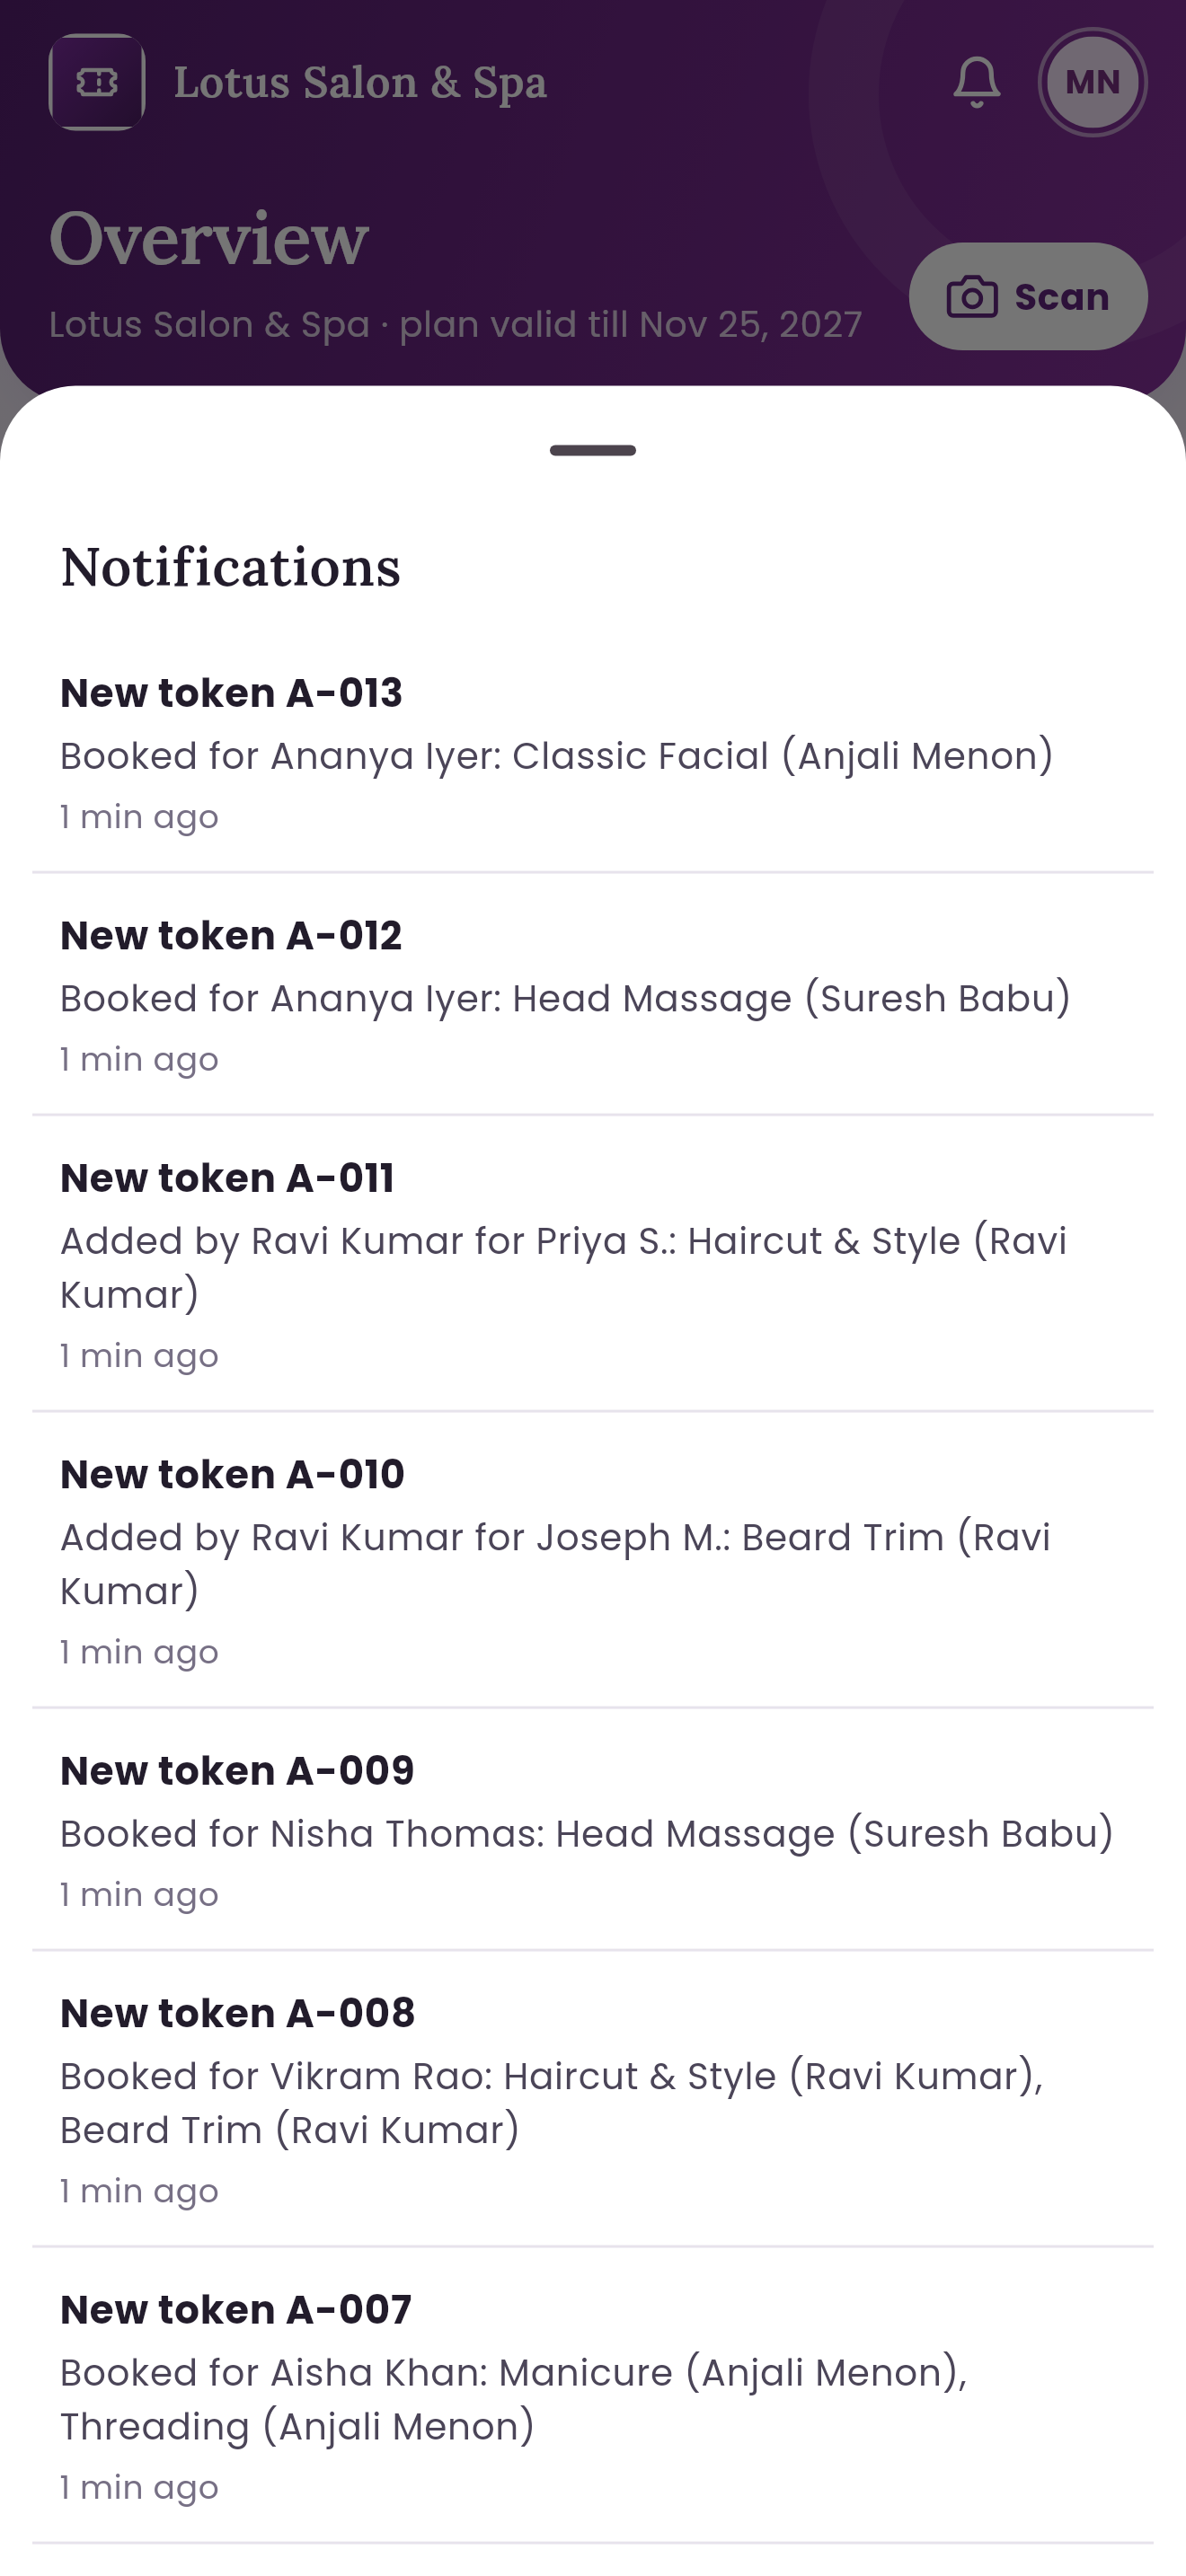 Lotus Salon & Spa
MN
Overview
Lotus Salon & Spa · plan valid till Nov 25, 2027
Scan
Notifications
New token A-013
Booked for Ananya Iyer: Classic Facial (Anjali Menon)
1 min ago
New token A-012
Booked for Ananya Iyer: Head Massage (Suresh Babu)
1 min ago
New token A-011
Added by Ravi Kumar for Priya S.: Haircut & Style (Ravi
Kumar)
1 min ago
New token A-010
Added by Ravi Kumar for Joseph M.: Beard Trim (Ravi
Kumar)
1 min ago
New token A-009
Booked for Nisha Thomas: Head Massage (Suresh Babu)
1 min ago
New token A-008
Booked for Vikram Rao: Haircut & Style (Ravi Kumar),
Beard Trim (Ravi Kumar)
1 min ago
New token A-007
Booked for Aisha Khan: Manicure (Anjali Menon),
Threading (Anjali Menon)
1 min ago